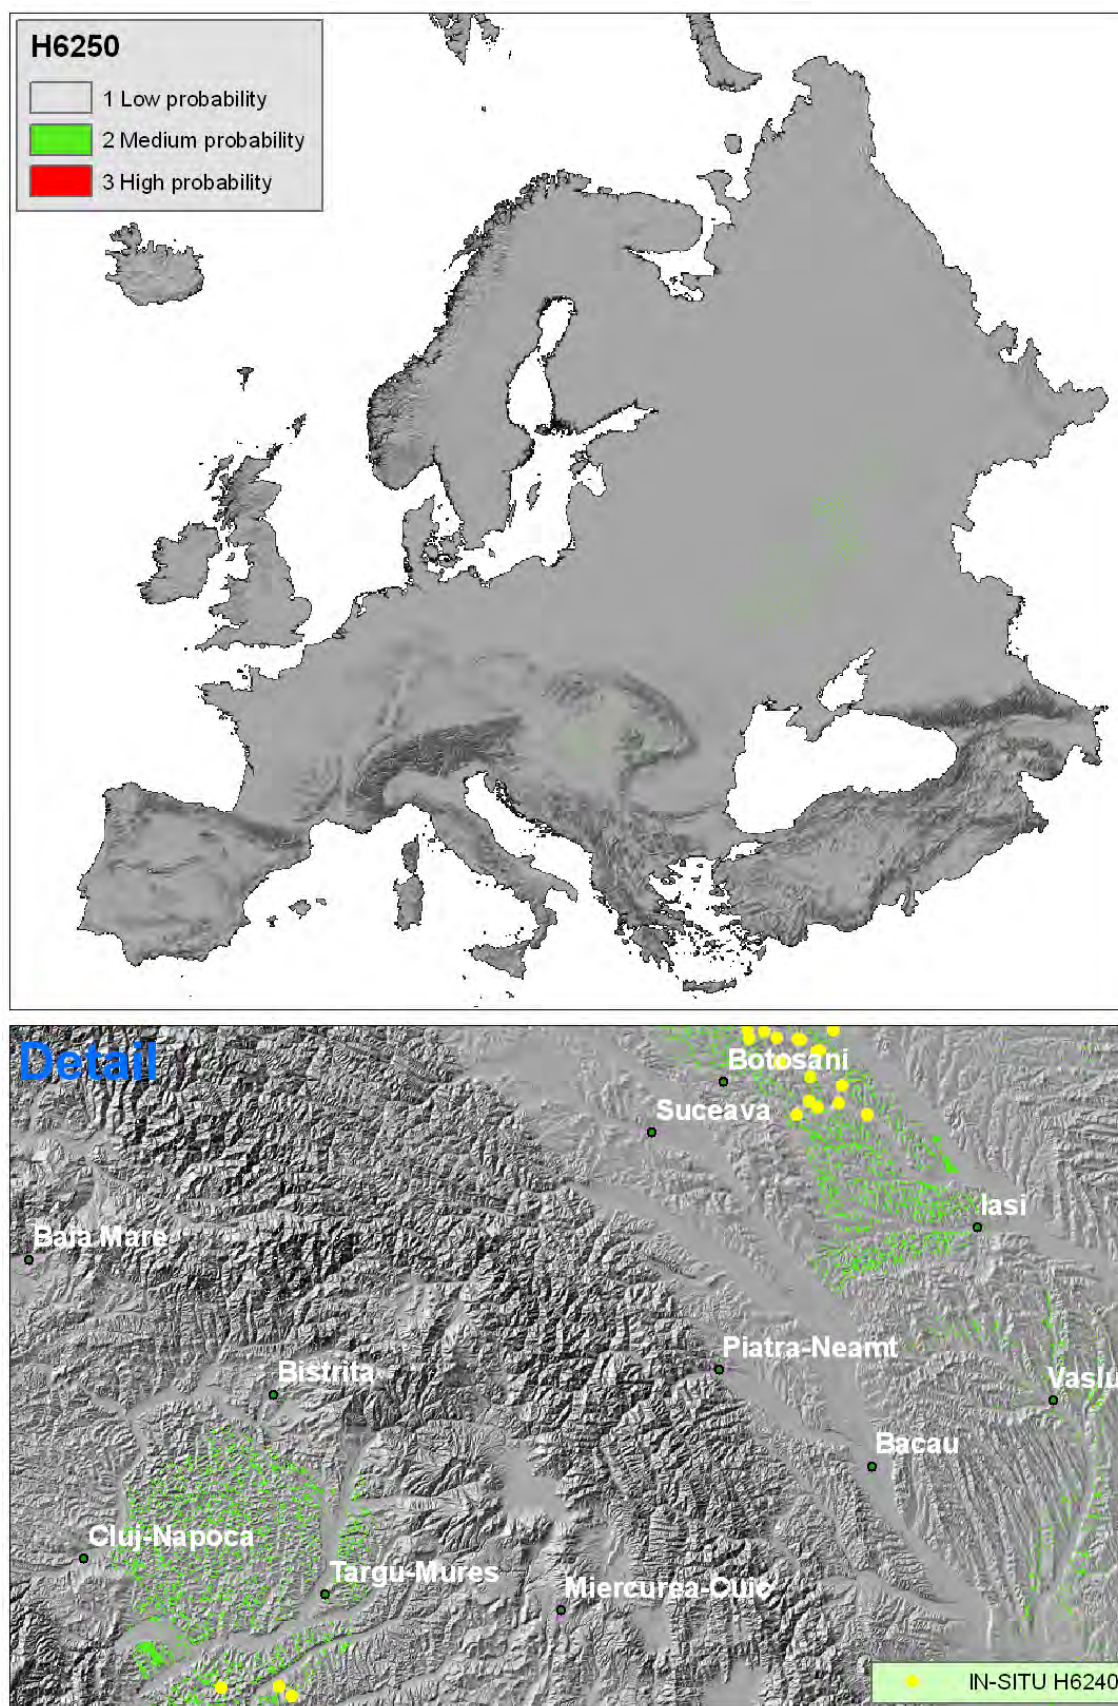 H6250
1 Low probability
2 Medium probability
3 High probability
Detail
Botosani
Suceava
Iasi
Baia Mare
Piatra-Neamt
Bistrita
Vaslu
Bacau
Cluj-Napoca
Targu-Mures
Miercurea-Ciuc
IN-SITU H6240